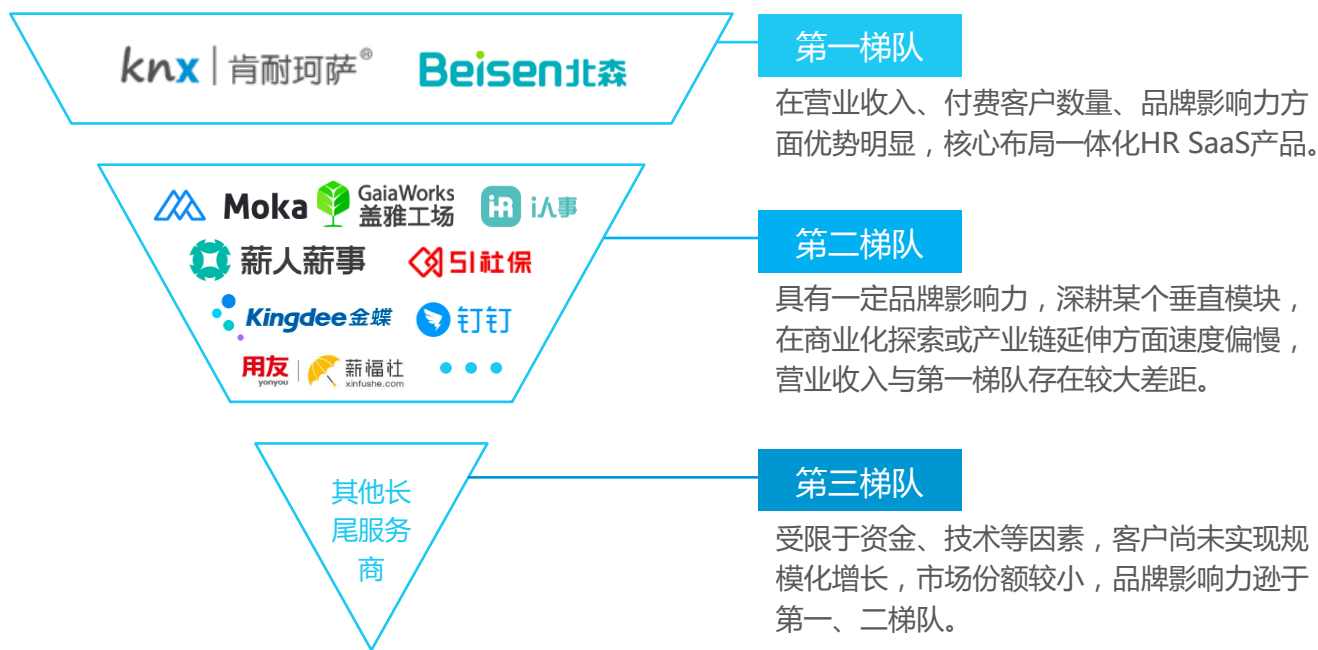 knx 肯耐珂萨®
Beisen北森
第一梯队
在营业收入、付费客户数量、品牌影响力方
面优势明显，核心布局一体化HR SaaS产品。
Moka
GaiaWorks
盖雅工场
iR i人事
薪人薪事
51社保
Kingdee金蝶
钉钉
用友
yonyou
薪福社
xinfushe.com
第二梯队
具有一定品牌影响力，深耕某个垂直模块，
在商业化探索或产业链延伸方面速度偏慢，
营业收入与第一梯队存在较大差距。
其他长
尾服务
商
第三梯队
受限于资金、技术等因素，客户尚未实现规
模化增长，市场份额较小，品牌影响力逊于
第一、二梯队。